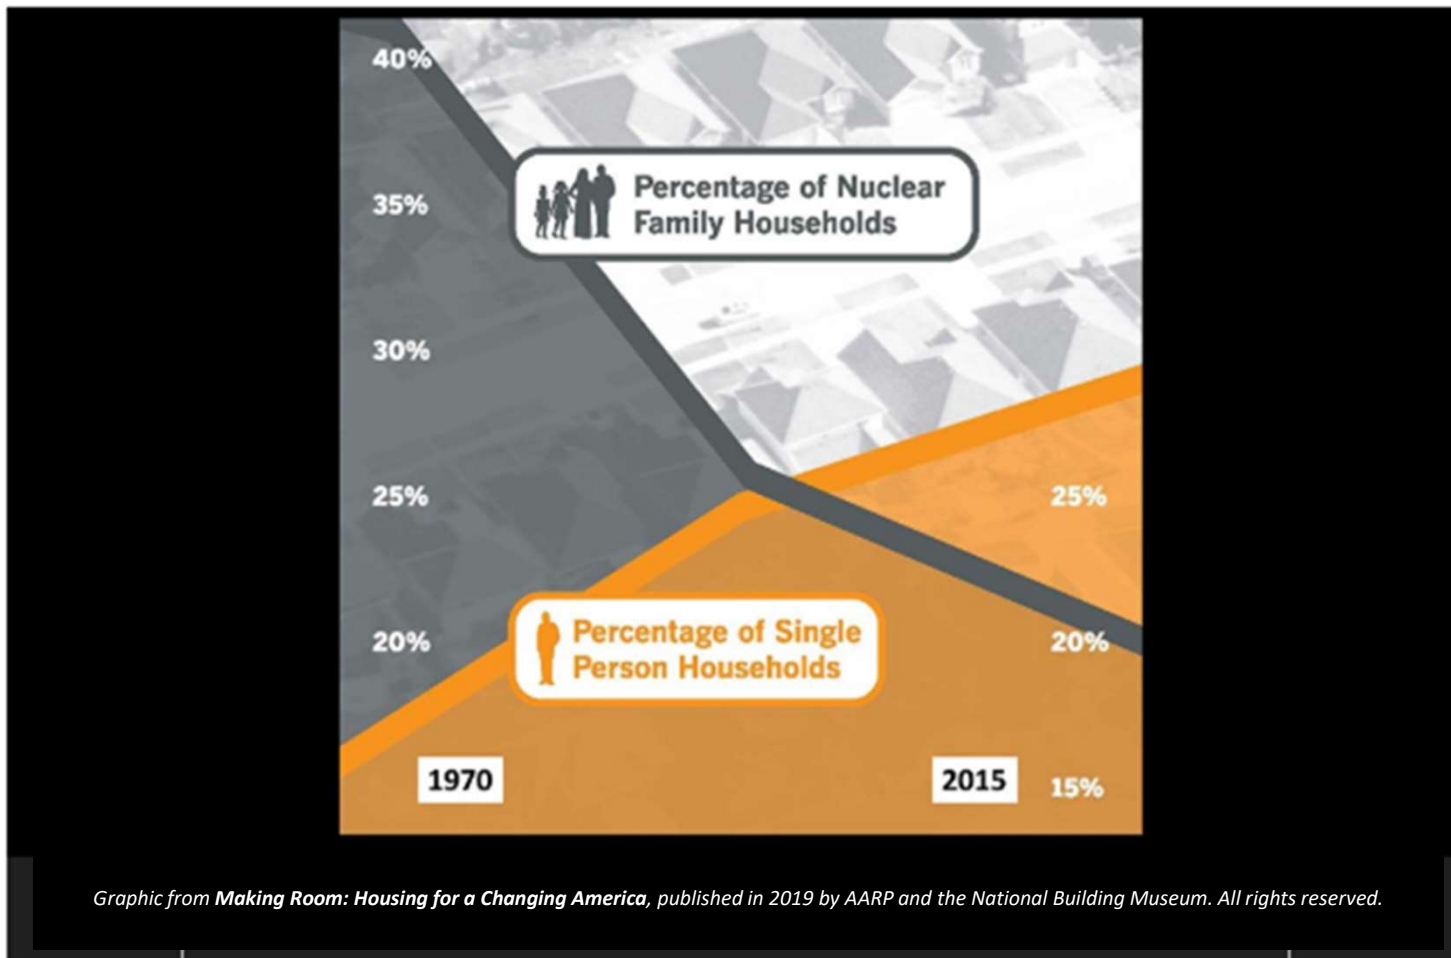 40%
Percentage of Nuclear
Family Households
35%
30%
25%
25%
Percentage of Single
Person Households
20%
20%
1970
2015
15%
Graphic from Making Room: Housing for a Changing America, published in 2019 by AARP and the National Building Museum. All rights reserved.